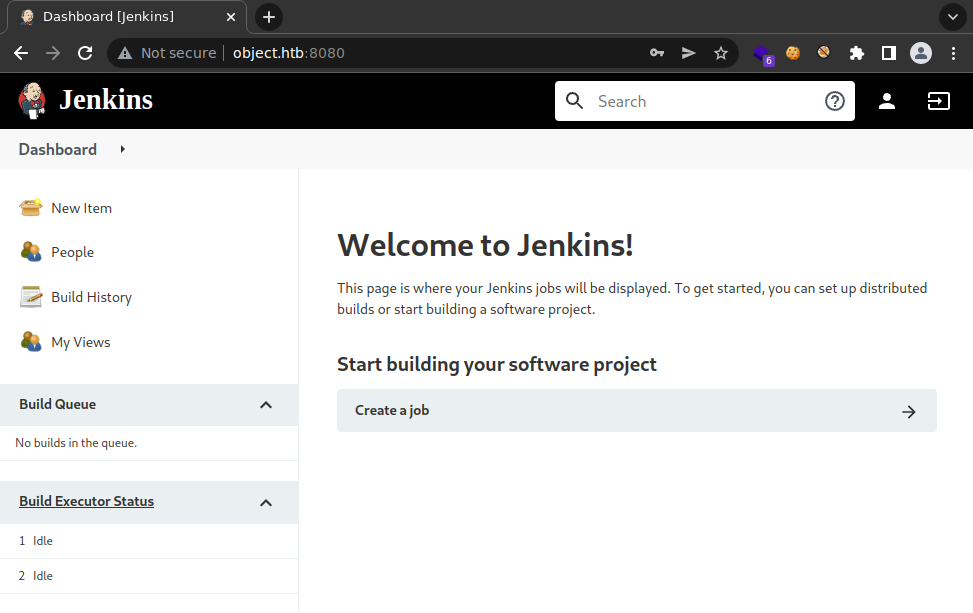 Dashboard [Jenkins]
Not secure object.htb:8080
6
Jenkins
Search
Dashboard
New Item
People
Build History
My Views
Build Queue
No builds in the queue.
Build Executor Status
1 Idle
2 Idle
Welcome to Jenkins!
This page is where your Jenkins jobs will be displayed. To get started, you can set up distributed
builds or start building a software project.
Start building your software project
Create a job